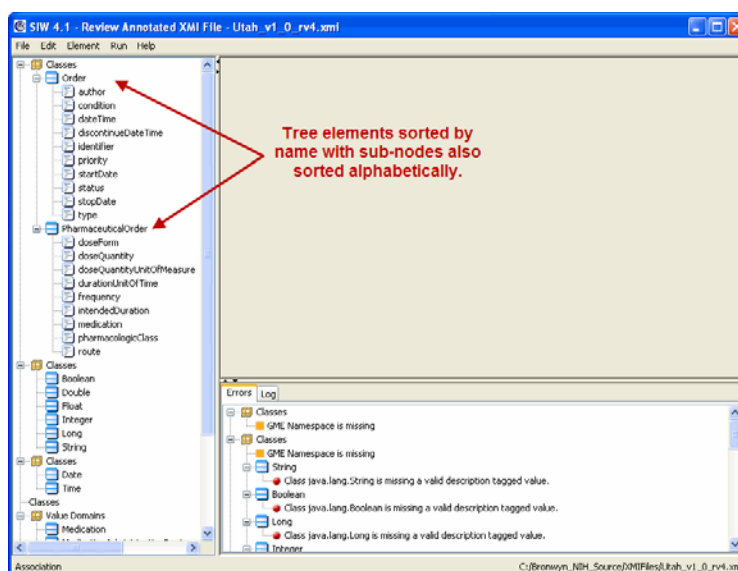 SIW 4.1 - Review Annotated XMI File - Utah_v1_0_rv4.xmi
File Edit Element Run Help
Classes
Order
author
condition
dateTime
discontinueDateTime
identifier
priority
startDate
status
stopDate
type
PharmaceuticalOrder
doseForm
doseQuantity
doseQuantityUnitOfMeasure
durationUnitOfTime
frequency
intendedDuration
medication
pharmacologicClass
route
Classes
Boolean
Double
Float
Integer
Long
String
Classes
Date
Time
Classes
Value Domains
Medication
Tree elements sorted by
name with sub-nodes also
sorted alphabetically.
Errors Log
Classes
GME Namespace is missing
Classes
GME Namespace is missing
String
Class java.lang.String is missing a valid description tagged value.
Boolean
Class java.lang.Boolean is missing a valid description tagged value.
Long
Class java.lang.Long is missing a valid description tagged value.
Integer
Association
C:/Bronwyn_NIH_Source/XMIFiles/Utah_v1_0_rv4.xm